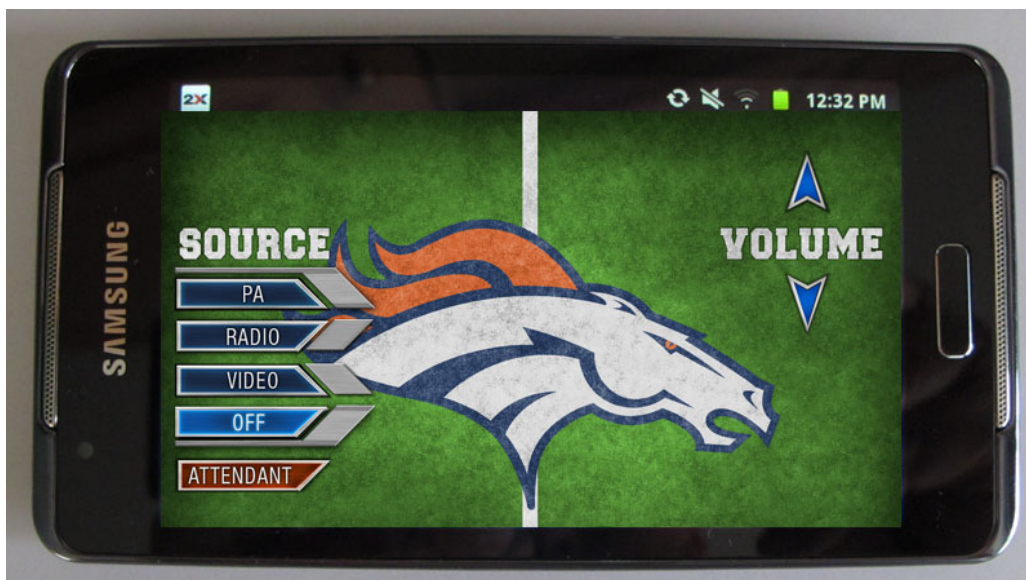 SAMSUNG
2X
12:32 PM
SOURCE
PA
RADIO
VIDEO
OFF
ATTENDANT
VOLUME